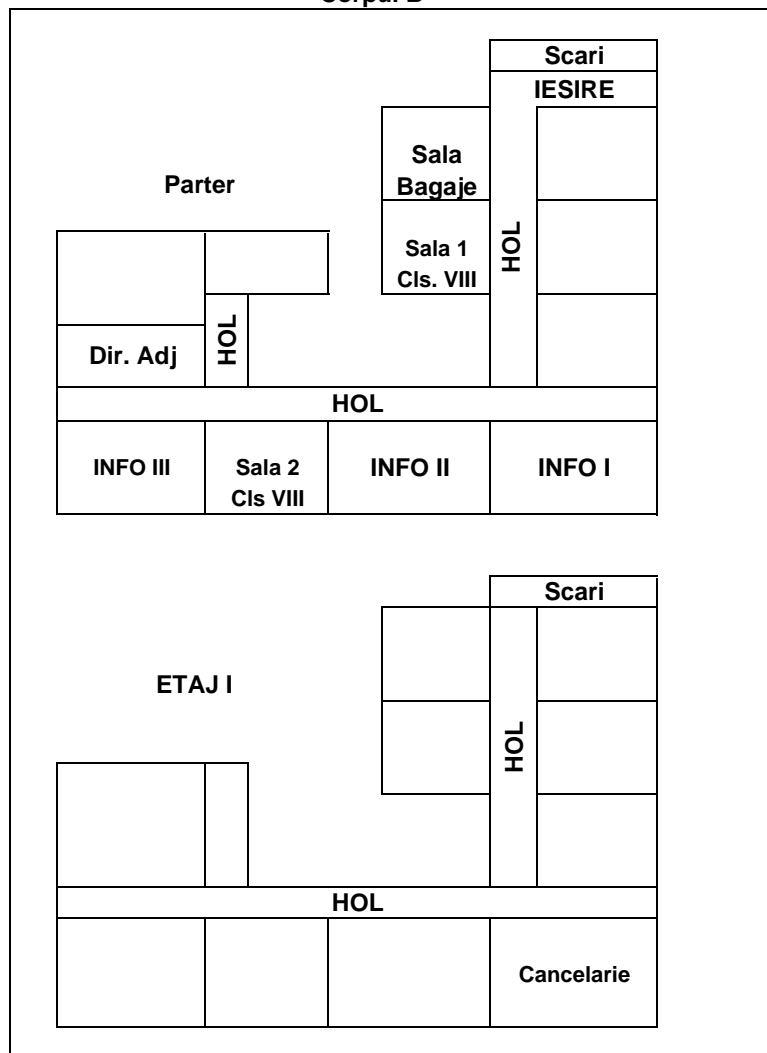 Scari
IESIRE
Sala
Bagaje
Parter
Sala 1
Cls. VIII
HOL
HOL
Dir. Adj
HOL
INFO III
Sala 2
Cls VIII
INFO II
INFO I
Scari
ETAJ I
HOL
HOL
Cancelarie